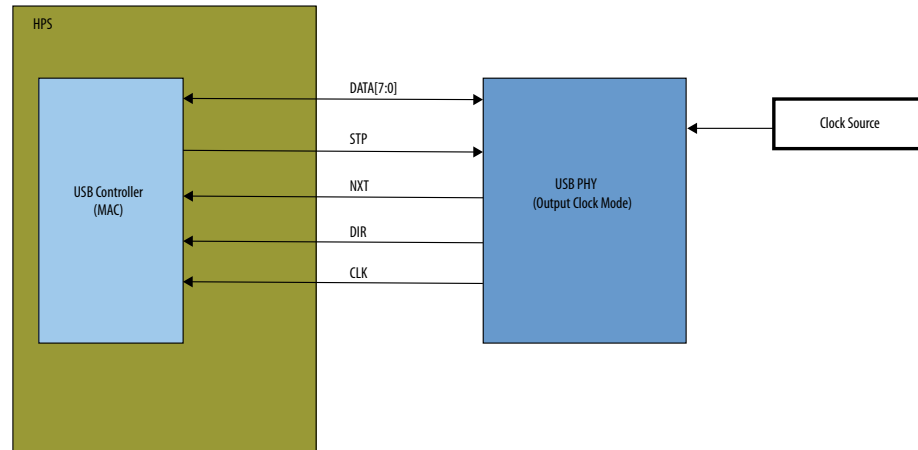 HPS
DATA[7:0]
STP
NXT
DIR
CLK
USB Controller
(MAC)
USB PHY
(Output Clock Mode)
Clock Source